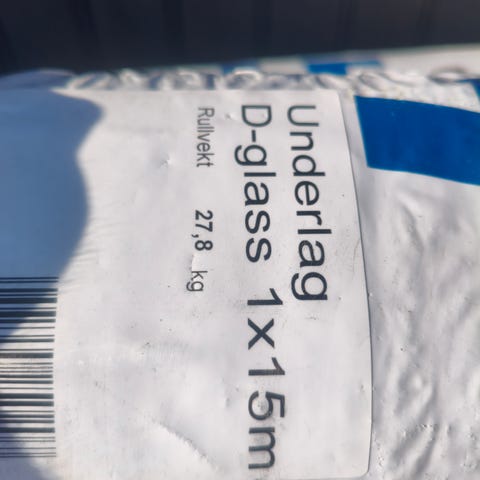 Underlag
D-glass 1x15m
Rullvekt 27,8 kg